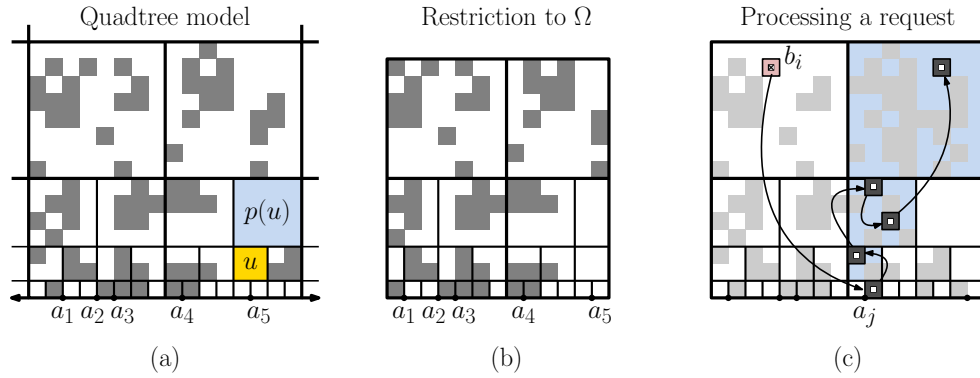 Quadtree model
Restriction to Ω
Processing a request
b_i
p(u)
u
a_1 a_2 a_3 a_4 a_5
a_1 a_2 a_3 a_4 a_5
a_j
(a)
(b)
(c)